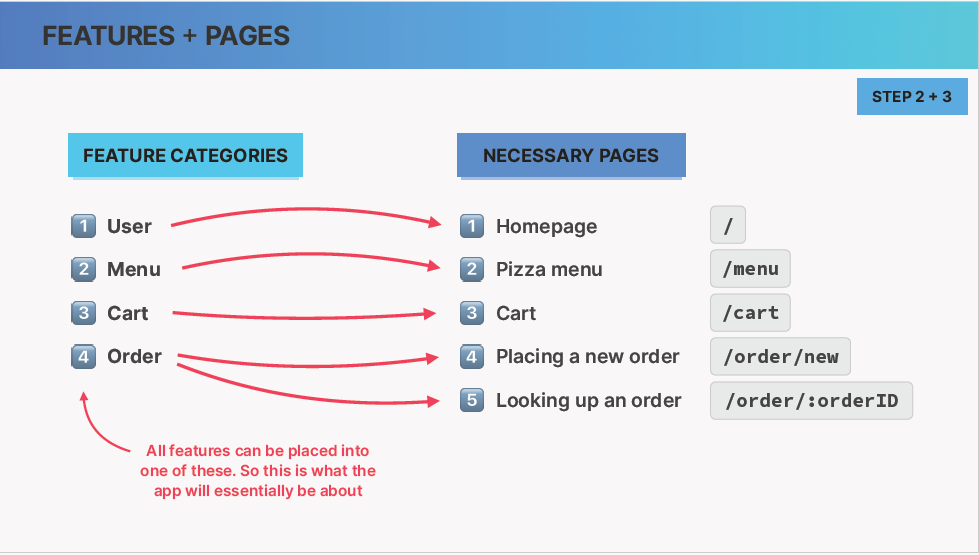 FEATURES + PAGES
STEP 2 + 3
FEATURE CATEGORIES
NECESSARY PAGES
1 User
1 Homepage
/
2 Menu
2 Pizza menu
/menu
3 Cart
3 Cart
/cart
4 Order
4 Placing a new order
/order/new
5 Looking up an order
/order/:orderID
All features can be placed into
one of these. So this is what the
app will essentially be about